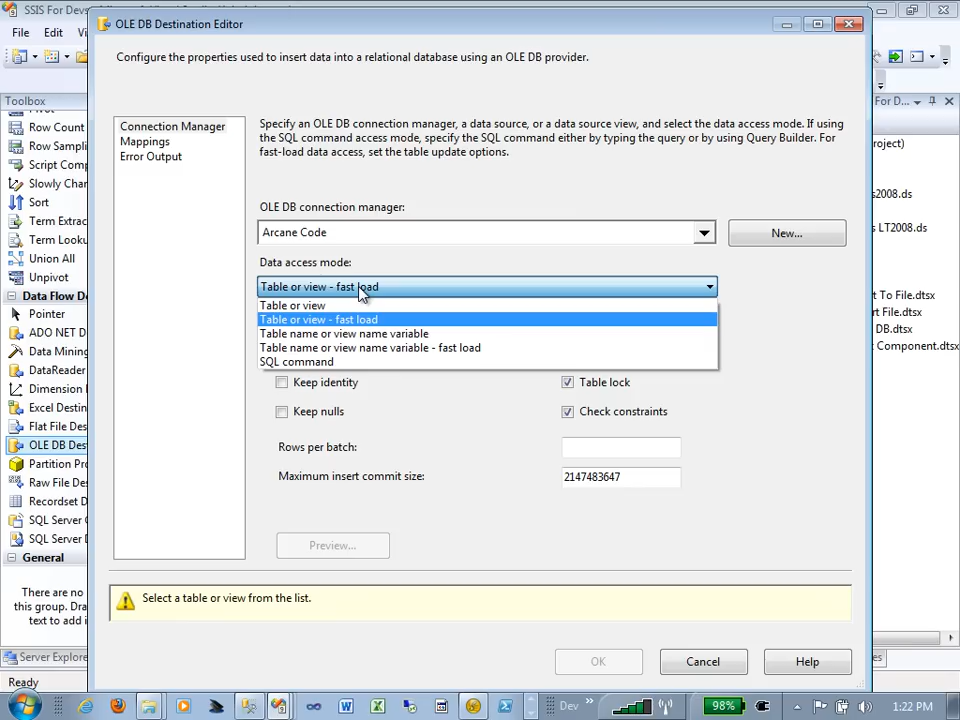 SSIS For Devs
OLE DB Destination Editor
File Edit
Configure the properties used to insert data into a relational database using an OLE DB provider.
Toolbox
For D...
Row Count
Row Sampli
Script Comp
Slowly Char
Sort
Term Extrac
Term Looku
Union All
Unpivot
Data Flow De
Pointer
ADO NET D
Data Mining
DataReader
Dimension
Excel Destin
Flat File Des
OLE DB Des
Partition Pro
Raw File De
Recordset D
SQL Server C
SQL Server D
General
There are no
this group. Dra
text to add i
Connection Manager
Mappings
Error Output
Specify an OLE DB connection manager, a data source, or a data source view, and select the data access mode. If using
the SQL command access mode, specify the SQL command either by typing the query or by using Query Builder. For
fast-load data access, set the table update options.
OLE DB connection manager:
Arcane Code
New...
Data access mode:
Table or view - fast load
Table or view
Table or view - fast load
Table name or view name variable
Table name or view name variable - fast load
SQL command
Keep identity
Table lock
Keep nulls
Check constraints
Rows per batch:
Maximum insert commit size:
2147483647
Preview...
Select a table or view from the list.
OK
Cancel
Help
roject)
s2008.ds
LT2008.ds
rt To File.dtsx
File.dtsx
DB.dtsx
t Component.dtsx
Server Explore
es
Ready
Dev
98%
1:22 PM